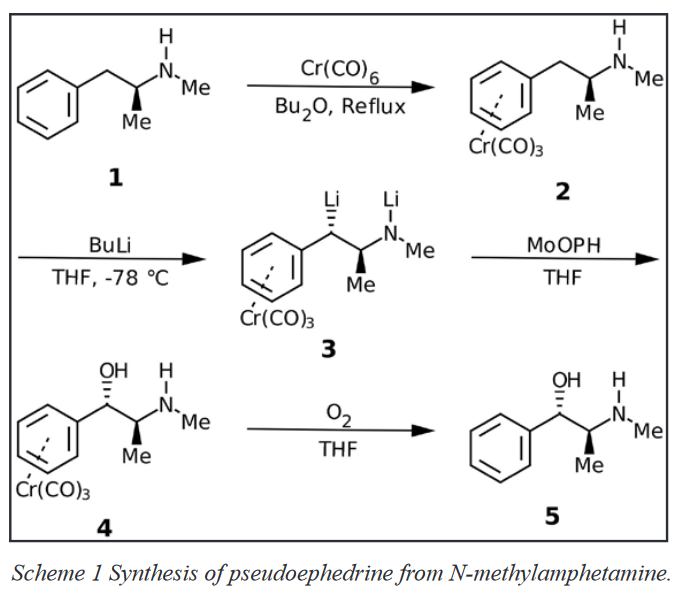 H
N
Me
Me
1
Cr(CO)₆
Bu₂O, Reflux
H
N
Me
Me
Cr(CO)₃
2
BuLi
THF, -78 °C
Li
Li
N
Me
Me
Cr(CO)₃
3
MoOPH
THF
OH
H
N
Me
Me
Cr(CO)₃
4
O₂
THF
OH
H
N
Me
Me
5
Scheme 1 Synthesis of pseudoephedrine from N-methylamphetamine.